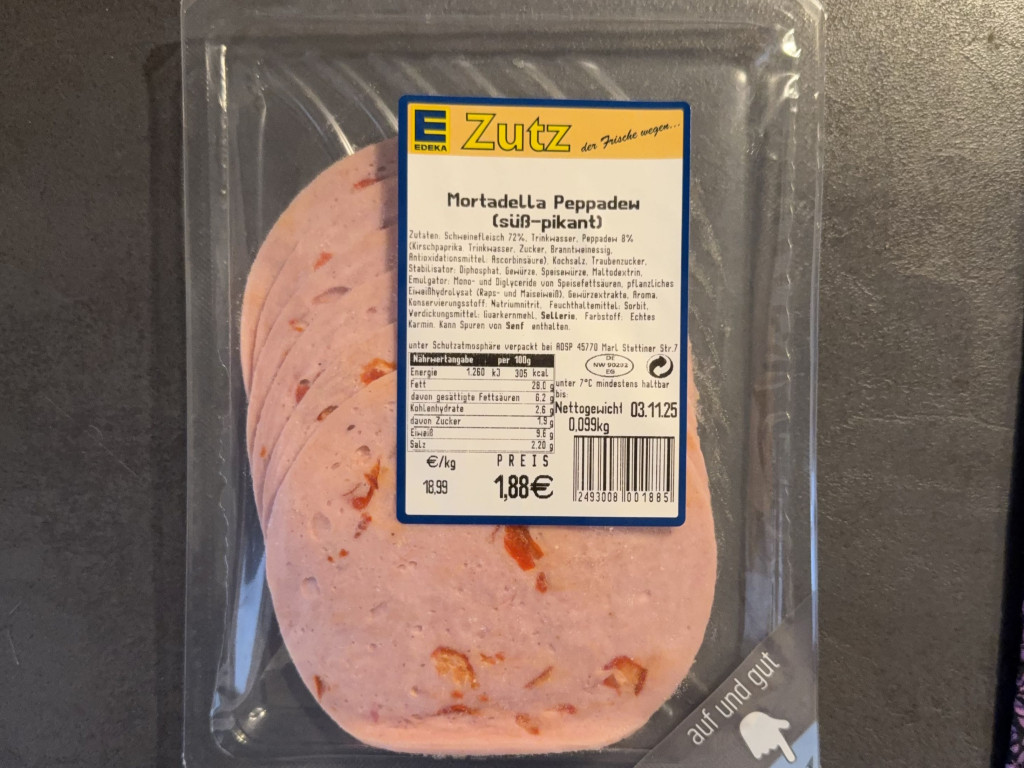 E
EDEKA
Zutz
der Frische wegen...
Mortadella Peppadew
(süß-pikant)
Zutaten: Schweinefleisch 72%, Trinkwasser, Peppadew 8%
(Kirschpaprika, Trinkwasser, Zucker, Branntweinessig,
Antioxidationsmittel: Ascorbinsäure), Kochsalz, Traubenzucker,
Stabilisator: Diphosphat, Gewürze, Speisewürze, Maltodextrin,
Emulgator: Mono- und Diglyceride von Speisefettsäuren, pflanzliches
Eiweißhydrolysat (Raps- und Maiseiweiß), Gewürzextrakte, Aroma,
Konservierungsstoff: Natriumnitrit, Feuchthaltemittel: Sorbit,
Verdickungsmittel: Guarkernmehl, Sellerie, Farbstoff: Echtes
Karmin. Kann Spuren von Senf enthalten.
unter Schutzatmosphäre verpackt bei ROSP 45770 Marl Stettiner Str.7
Nährwertangabe per 100g
Energie 1.260 kJ 305 kcal
Fett 28,0 g
davon gesättigte Fettsäuren 6,2 g
Kohlenhydrate 2,6 g
davon Zucker 1,9 g
Eiweiß 9,6 g
Salz 2,20 g
DE
NW 90202
EG
unter 7°C mindestens haltbar
bis:
Nettogewicht 03.11.25
0,099kg
€/kg PREIS
18,99 1,88€
2493008 001885
auf und gut